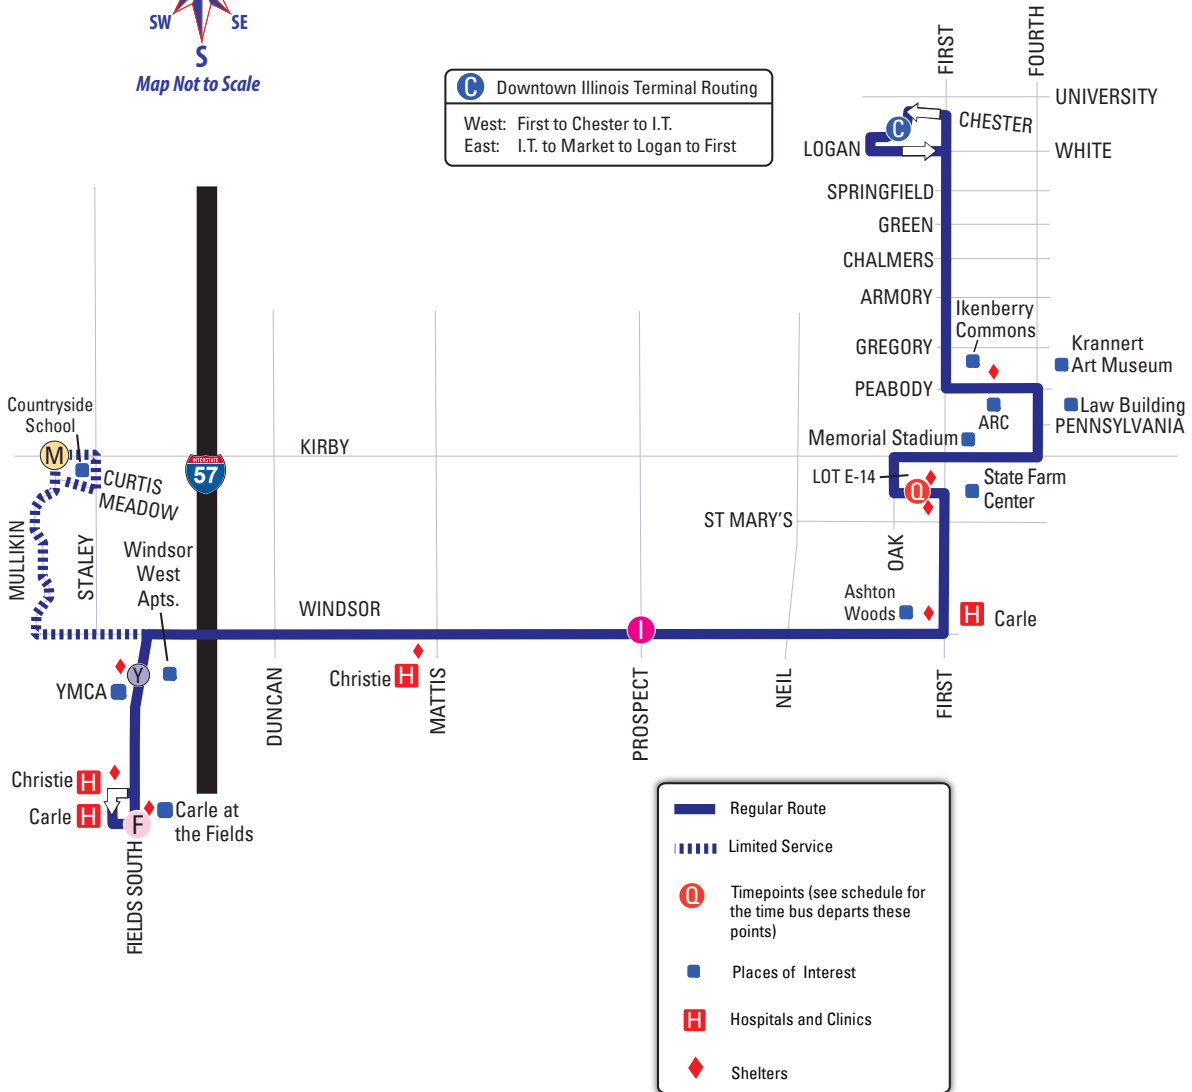 SW
SE
S
Map Not to Scale
C Downtown Illinois Terminal Routing
West: First to Chester to I.T.
East: I.T. to Market to Logan to First
FIRST
FOURTH
UNIVERSITY
CHESTER
C
LOGAN
WHITE
SPRINGFIELD
GREEN
CHALMERS
ARMORY
Ikenberry
Commons
GREGORY
Krannert
Art Museum
PEABODY
Law Building
ARC
PENNSYLVANIA
Memorial Stadium
Countryside
School
M
KIRBY
INTERSTATE
57
CURTIS
MEADOW
LOT E-14
Q
State Farm
Center
ST MARY'S
MULLIKIN
STALEY
OAK
Windsor
West
Apts.
WINDSOR
Ashton
Woods
H Carle
I
Y
YMCA
Christie H
DUNCAN
MATTIS
PROSPECT
NEIL
FIRST
Christie H
Carle H
F
Carle at
the Fields
FIELDS SOUTH
Regular Route
Limited Service
Q Timepoints (see schedule for
the time bus departs these
points)
Places of Interest
H Hospitals and Clinics
Shelters